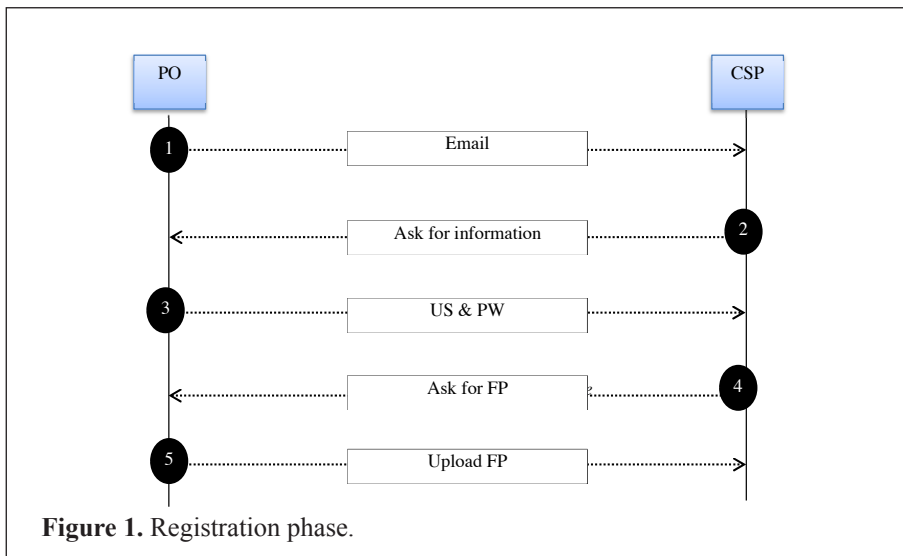 PO
CSP
1
Email
Ask for information
2
3
US & PW
Ask for FP
4
5
Upload FP
Figure 1. Registration phase.